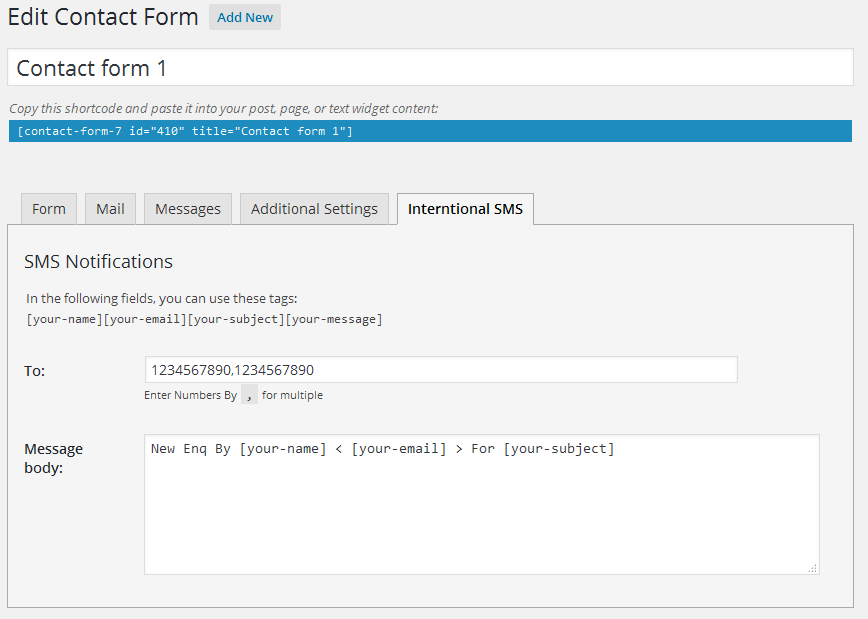 Edit Contact Form Add New
Contact form 1
Copy this shortcode and paste it into your post, page, or text widget content:
[contact-form-7 id="410" title="Contact form 1"]
Form Mail Messages Additional Settings Interntional SMS
SMS Notifications
In the following fields, you can use these tags:
[your-name][your-email][your-subject][your-message]
To: 1234567890,1234567890
Enter Numbers By , for multiple
Message New Enq By [your-name] < [your-email] > For [your-subject]
body: